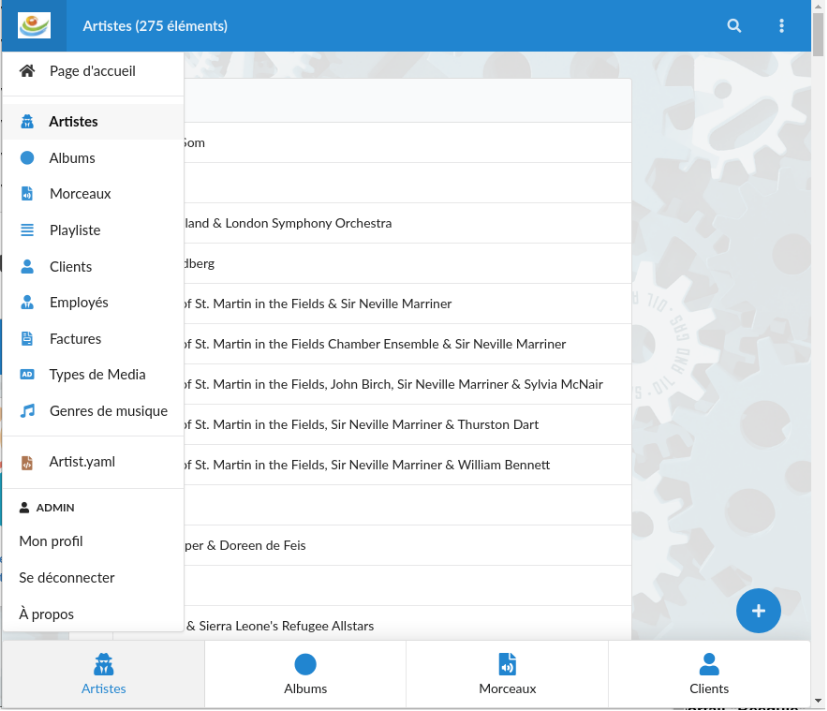 Artistes (275 éléments)
Page d'accueil
Artistes
Albums
Morceaux
Playliste
Clients
Employés
Factures
AD Types de Media
Genres de musique
Artist.yaml
ADMIN
Mon profil
Se déconnecter
À propos
land & London Symphony Orchestra
dberg
of St. Martin in the Fields & Sir Neville Marriner
of St. Martin in the Fields Chamber Ensemble & Sir Neville Marriner
of St. Martin in the Fields, John Birch, Sir Neville Marriner & Sylvia McNair
of St. Martin in the Fields, Sir Neville Marriner & Thurston Dart
of St. Martin in the Fields, Sir Neville Marriner & William Bennett
per & Doreen de Feis
& Sierra Leone's Refugee Allstars
Artistes
Albums
Morceaux
Clients